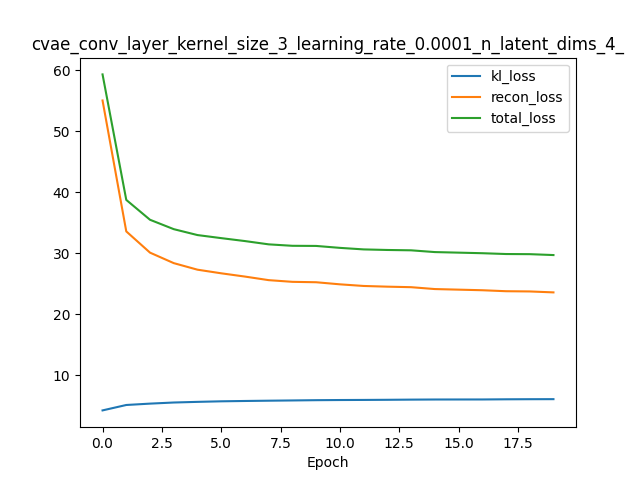 cvae_conv_layer_kernel_size_3_learning_rate_0.0001_n_latent_dims_4_
kl_loss
recon_loss
total_loss
60
50
40
30
20
10
0.0 2.5 5.0 7.5 10.0 12.5 15.0 17.5
Epoch